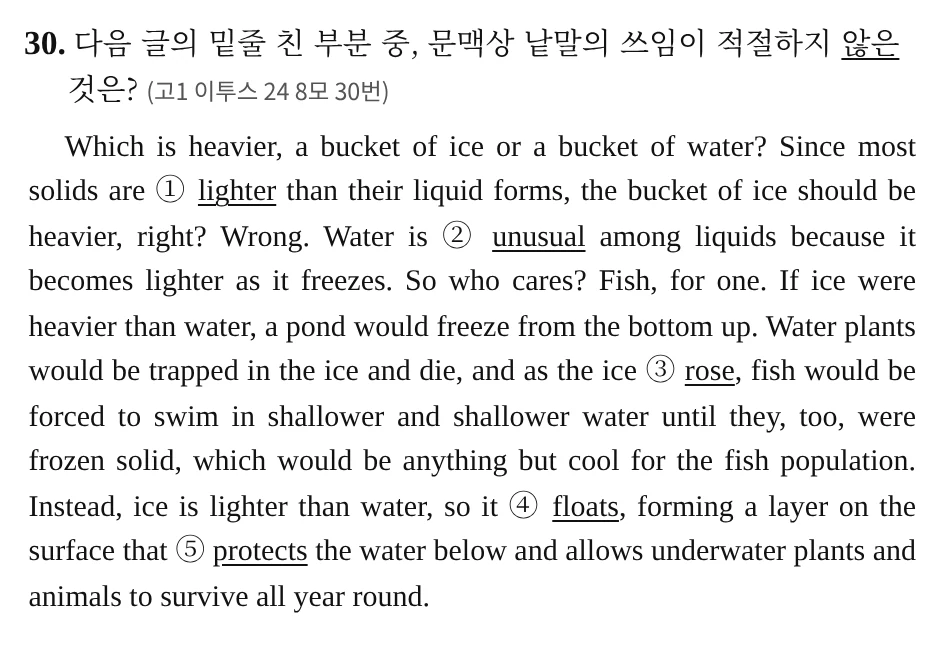 30. 다음 글의 밑줄 친 부분 중, 문맥상 낱말의 쓰임이 적절하지 않은
것은? (고1 이투스 24 8모 30번)
Which is heavier, a bucket of ice or a bucket of water? Since most
solids are ① lighter than their liquid forms, the bucket of ice should be
heavier, right? Wrong. Water is ② unusual among liquids because it
becomes lighter as it freezes. So who cares? Fish, for one. If ice were
heavier than water, a pond would freeze from the bottom up. Water plants
would be trapped in the ice and die, and as the ice ③ rose, fish would be
forced to swim in shallower and shallower water until they, too, were
frozen solid, which would be anything but cool for the fish population.
Instead, ice is lighter than water, so it ④ floats, forming a layer on the
surface that ⑤ protects the water below and allows underwater plants and
animals to survive all year round.